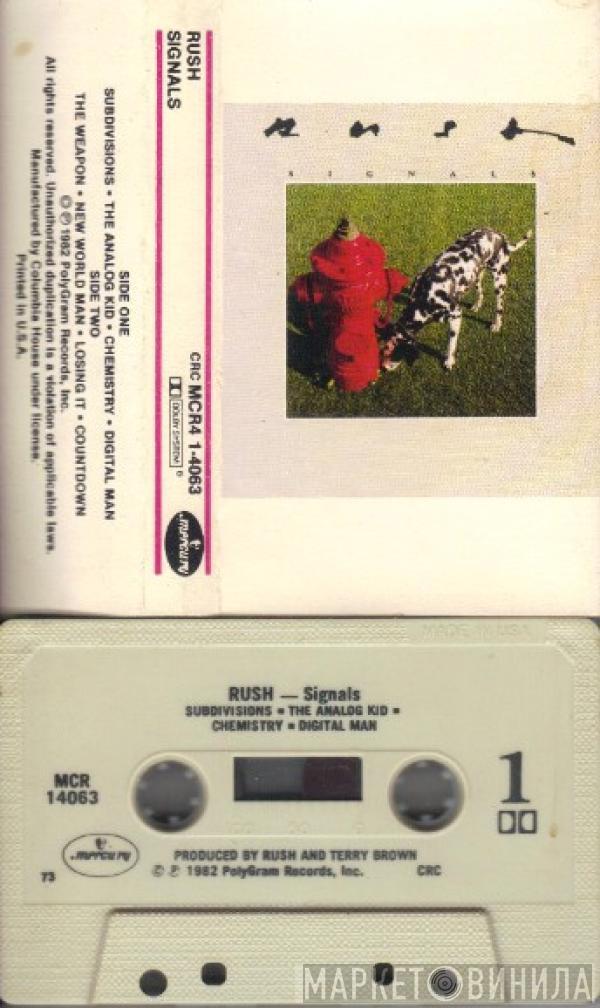 RUSH
SIGNALS
CRC MCR4 1-4063
DOLBY SYSTEM
mercury
SIDE ONE
SUBDIVISIONS • THE ANALOG KID • CHEMISTRY • DIGITAL MAN
SIDE TWO
THE WEAPON • NEW WORLD MAN • LOSING IT • COUNTDOWN
© ℗ 1982 PolyGram Records, Inc.
All rights reserved. Unauthorized duplication is a violation of applicable laws.
Manufactured by Columbia House under license.
Printed in U.S.A.
RUSH
SIGNALS
RUSH — Signals
SUBDIVISIONS ▪ THE ANALOG KID ▪
CHEMISTRY ▪ DIGITAL MAN
MCR
14063
1
mercury
73
PRODUCED BY RUSH AND TERRY BROWN
© ℗ 1982 PolyGram Records, Inc.
CRC
МАРКЕТОВИНИЛА